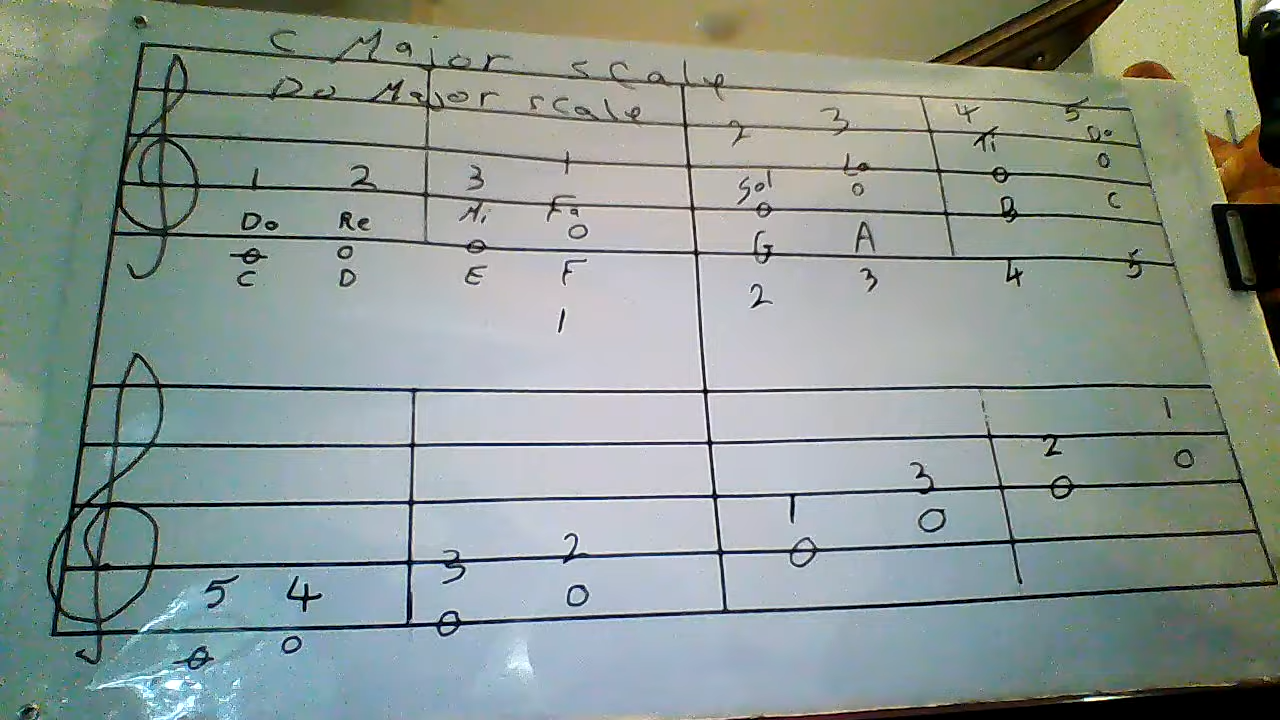 C Major scale
Do Major scale
1 2 3 1 2 3 4 5
Do Re Mi Fa Sol La Ti Do
C D E F G A B C
1 2 3 4 5
5 4 3 2 1 3 2 1